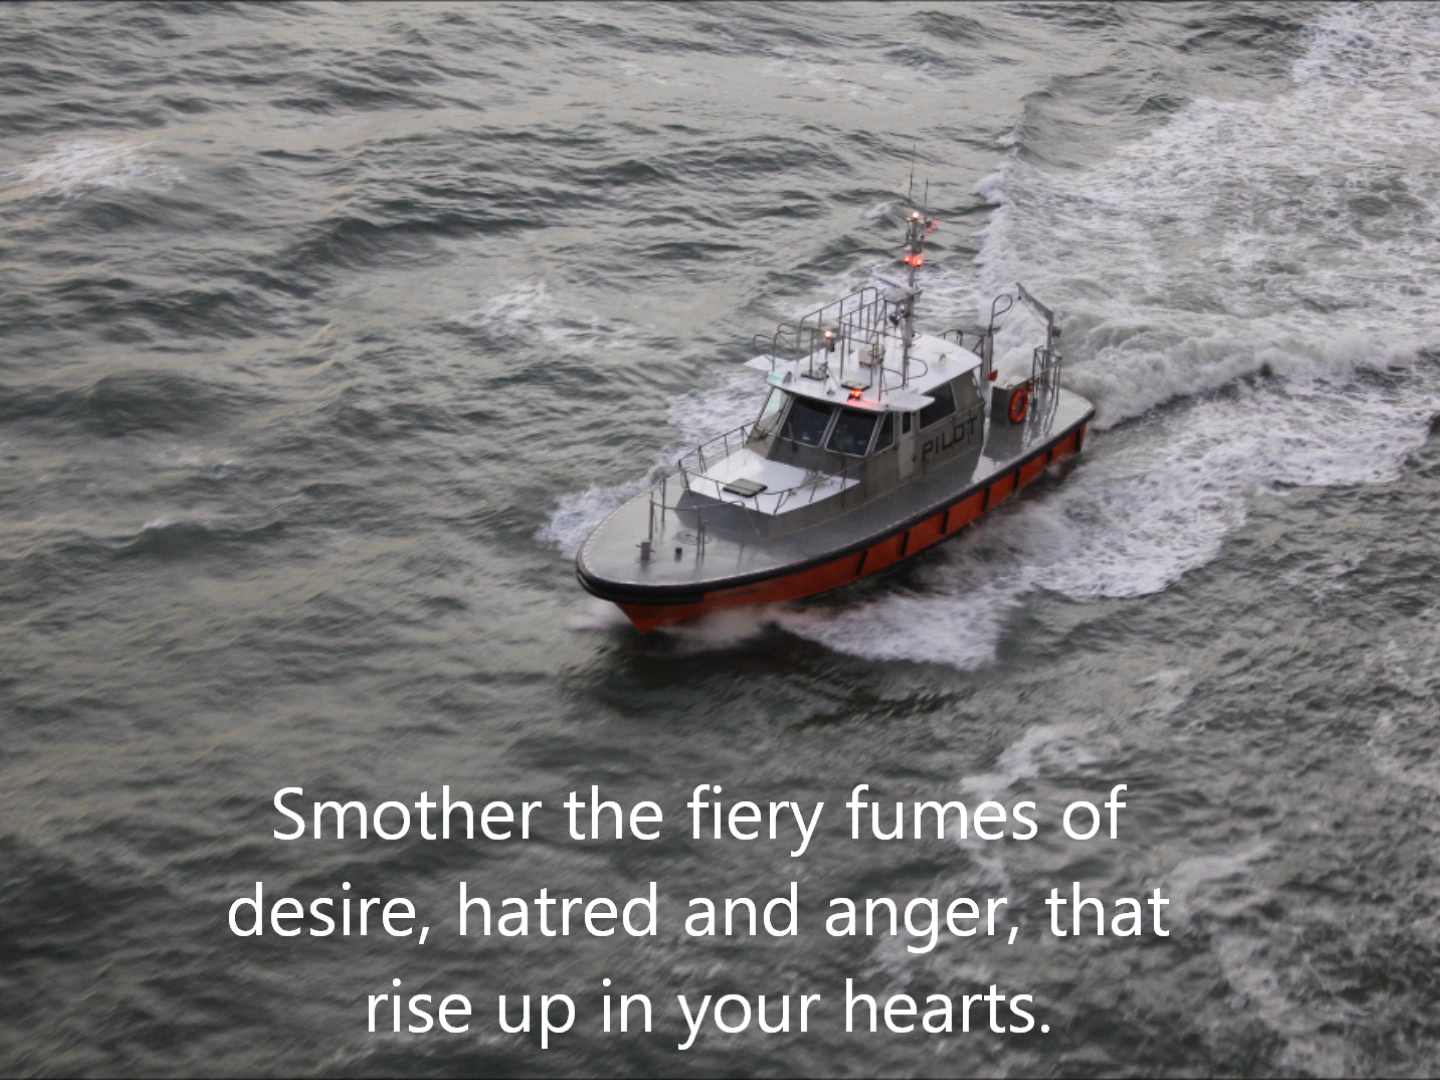 PILOT
Smother the fiery fumes of
desire, hatred and anger, that
rise up in your hearts.